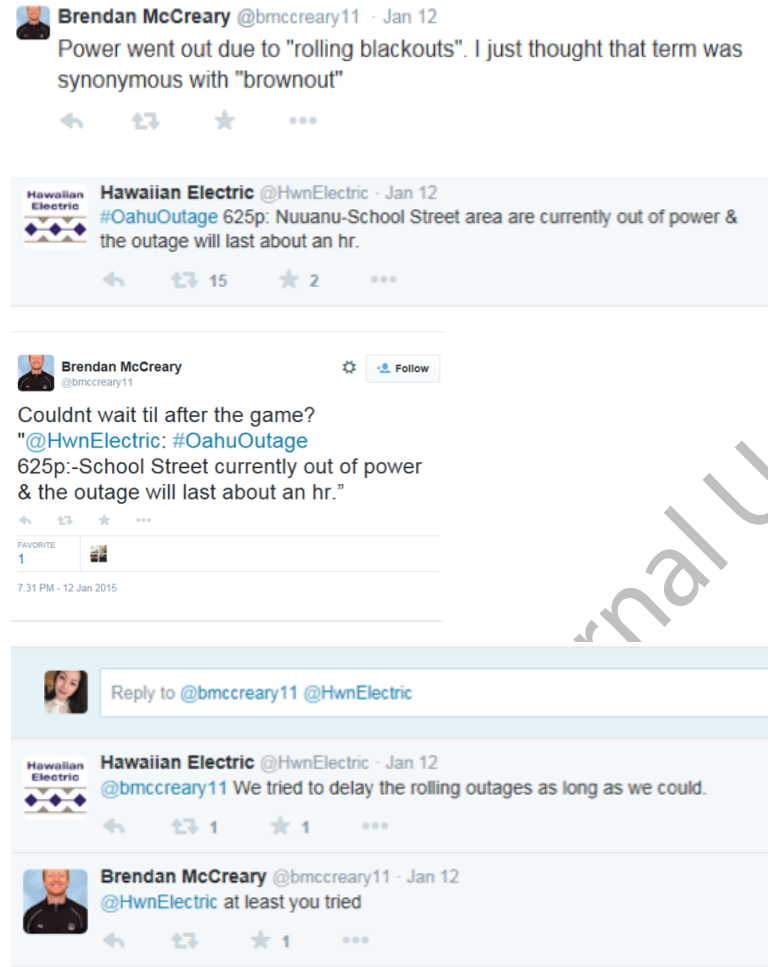 Brendan McCreary @bmccreary11 · Jan 12
Power went out due to "rolling blackouts". I just thought that term was
synonymous with "brownout"
Hawaiian
Electric
Hawaiian Electric @HwnElectric · Jan 12
#OahuOutage 625p: Nuuanu-School Street area are currently out of power &
the outage will last about an hr.
15 2
Brendan McCreary
@bmccreary11
Follow
Couldnt wait til after the game?
"@HwnElectric: #OahuOutage
625p:-School Street currently out of power
& the outage will last about an hr.”
FAVORITE
1
7:31 PM - 12 Jan 2015
Reply to @bmccreary11 @HwnElectric
Hawaiian
Electric
Hawaiian Electric @HwnElectric · Jan 12
@bmccreary11 We tried to delay the rolling outages as long as we could.
1 1
Brendan McCreary @bmccreary11 · Jan 12
@HwnElectric at least you tried
1